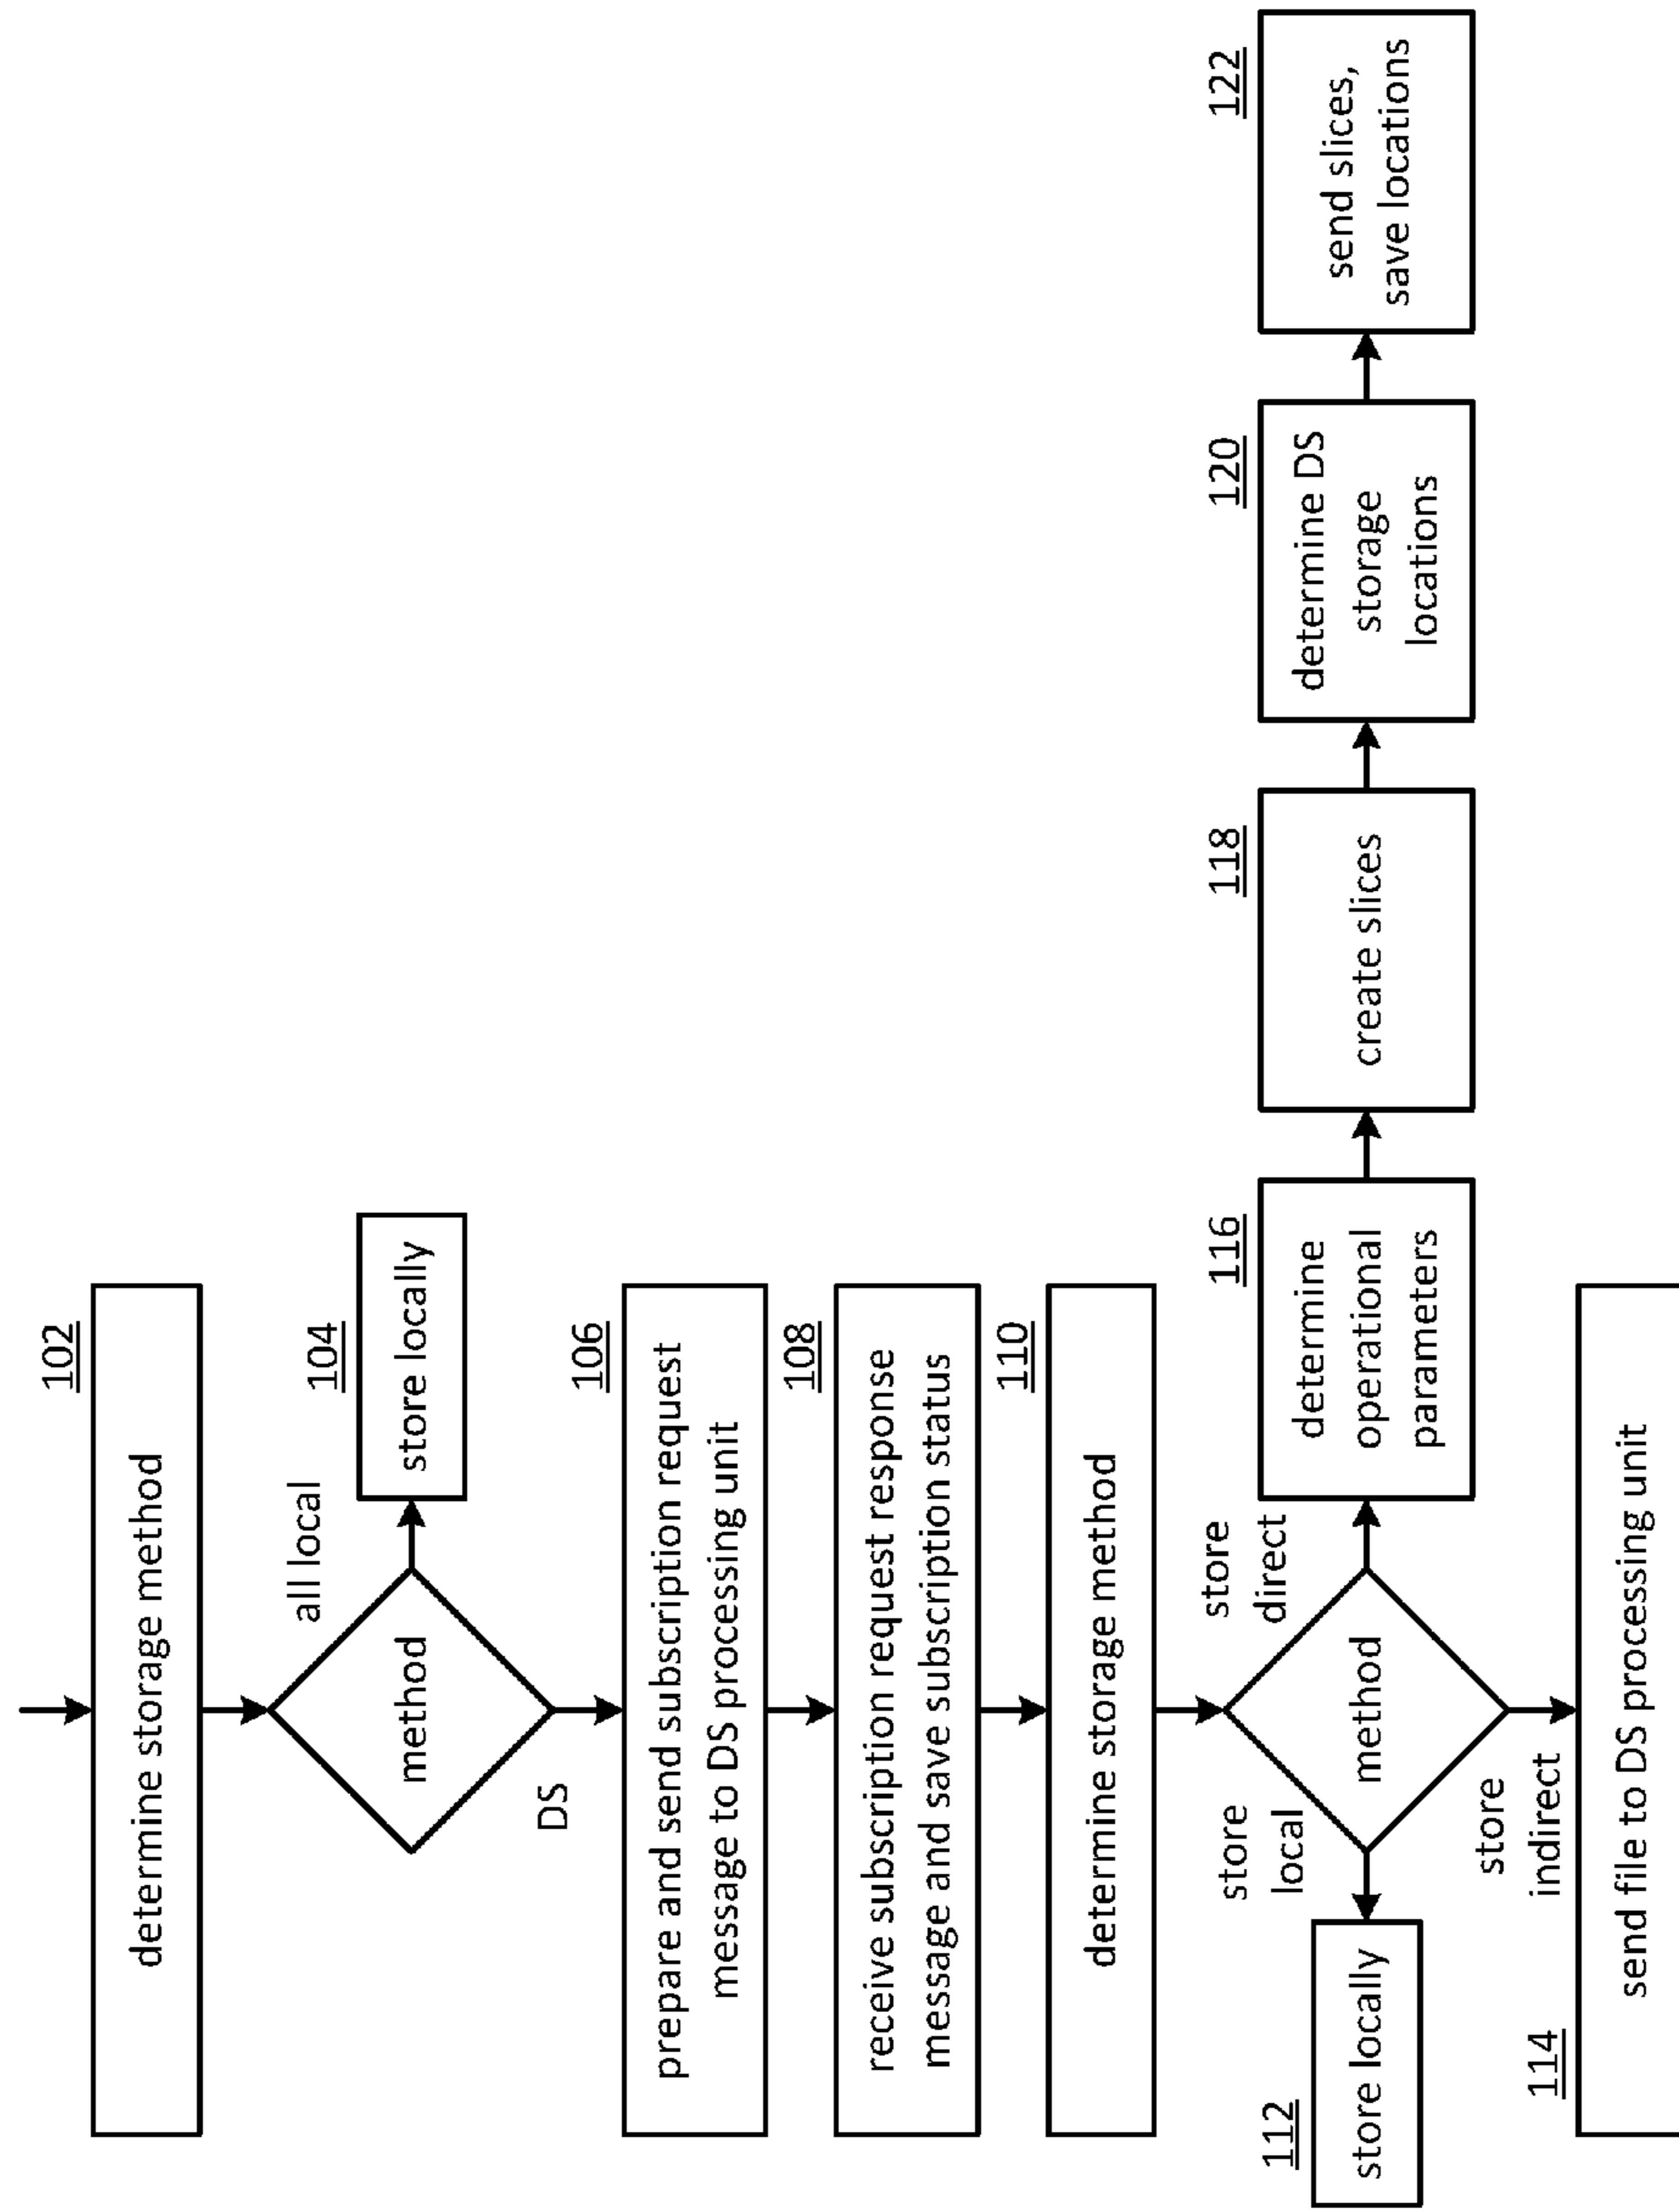 102
determine storage method
method
all local
104
store locally
DS
106
prepare and send subscription request
message to DS processing unit
108
receive subscription request response
message and save subscription status
110
determine storage method
method
store
local
112
store locally
store
indirect
114
send file to DS processing unit
store
direct
116
determine
operational
parameters
118
create slices
120
determine DS
storage
locations
122
send slices,
save locations